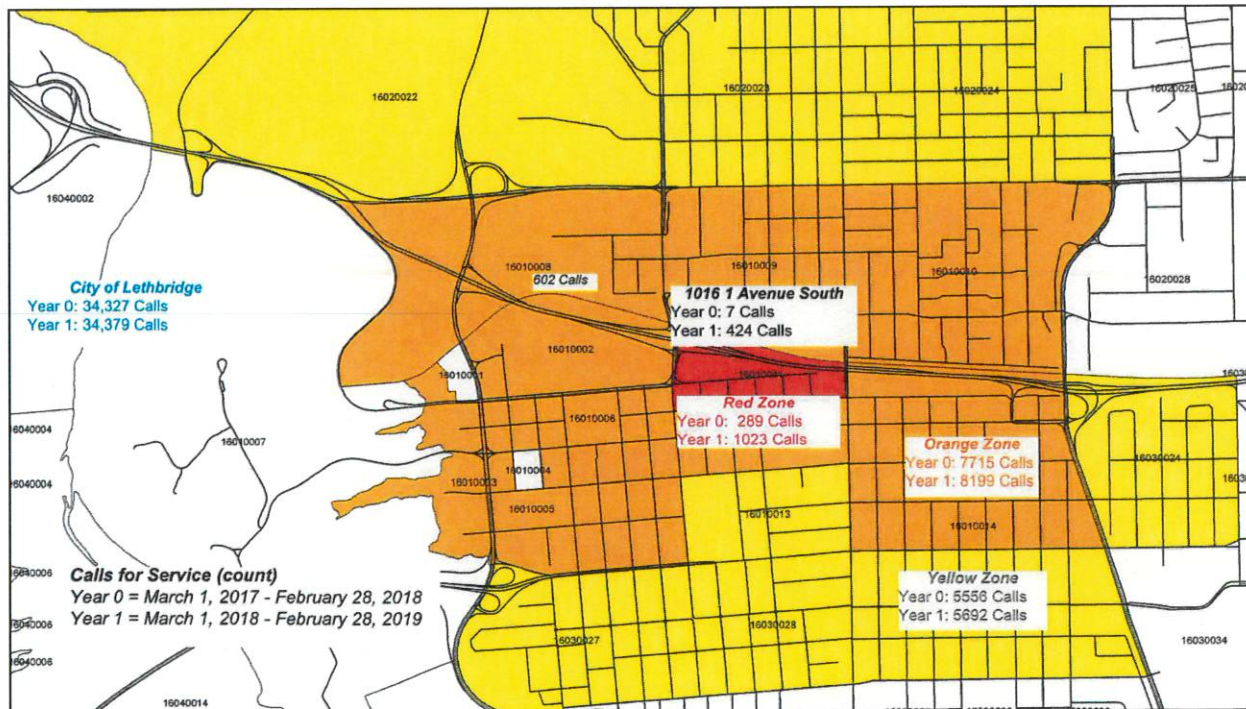 16020022
16020023
16020024
16020025
16040002
City of Lethbridge
Year 0: 34,327 Calls
Year 1: 34,379 Calls
16010008
602 Calls
16010009
16010010
16020028
1016 1 Avenue South
Year 0: 7 Calls
Year 1: 424 Calls
16010002
16010001
Red Zone
Year 0: 289 Calls
Year 1: 1023 Calls
16010006
16040004
16010007
16010004
Orange Zone
Year 0: 7715 Calls
Year 1: 8199 Calls
16030024
16040004
16010003
16010005
16010013
16010014
Calls for Service (count)
Year 0 = March 1, 2017 - February 28, 2018
Year 1 = March 1, 2018 - February 28, 2019
16040006
Yellow Zone
Year 0: 5556 Calls
Year 1: 5692 Calls
16030027
16030028
16030034
16040006
16040006
16040014